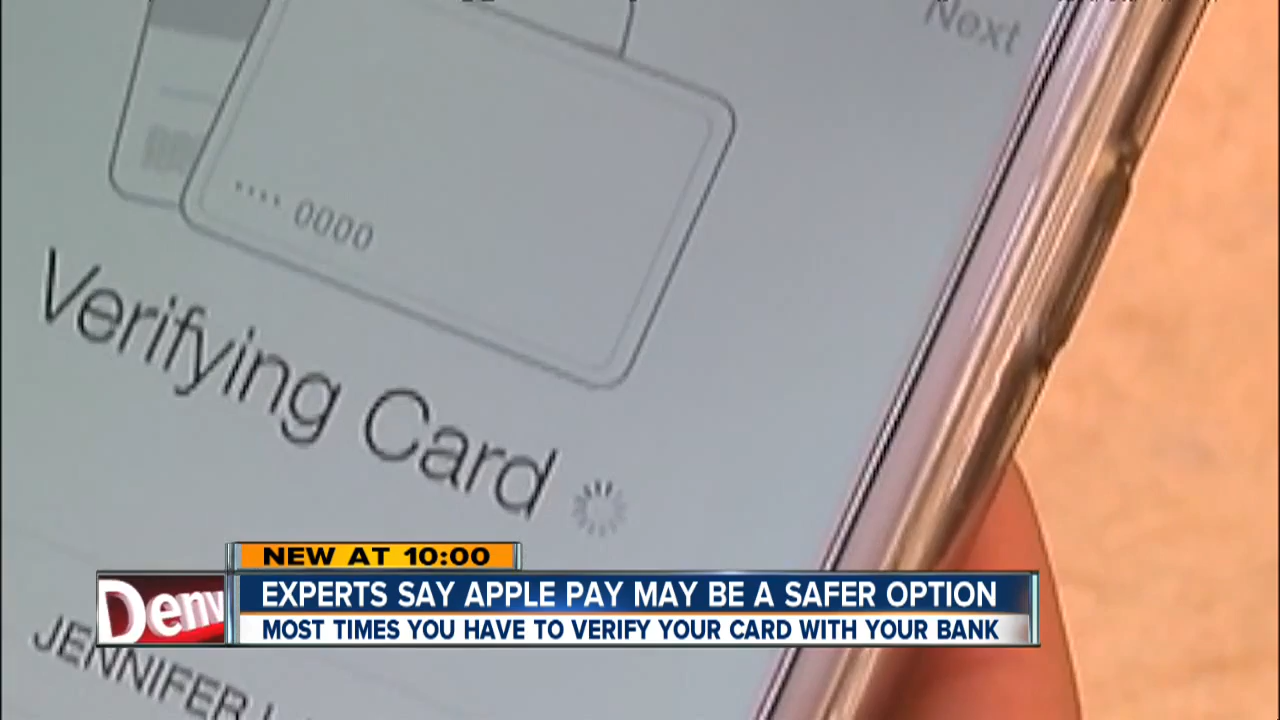 Next
•••• 0000
Verifying Card
NEW AT 10:00
EXPERTS SAY APPLE PAY MAY BE A SAFER OPTION
Denv
MOST TIMES YOU HAVE TO VERIFY YOUR CARD WITH YOUR BANK
JENNIFER